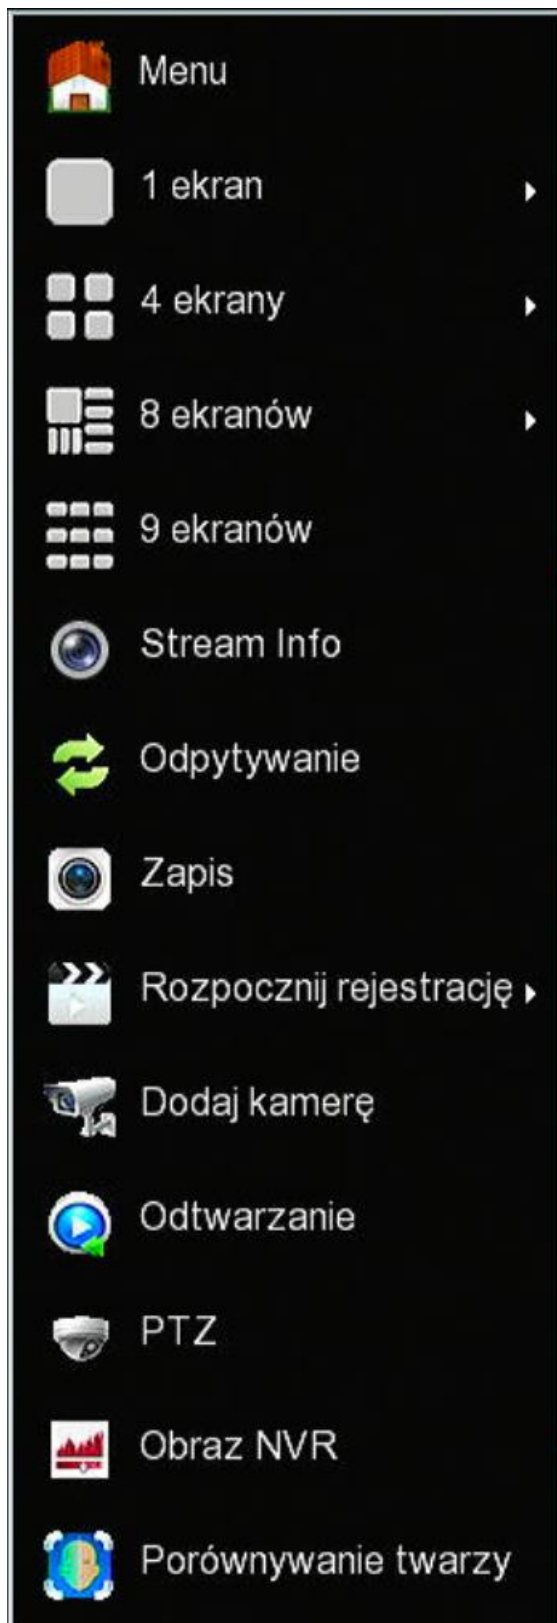 Menu
1 ekran
4 ekrany
8 ekranów
9 ekranów
Stream Info
Odpytywanie
Zapis
Rozpocznij rejestrację
Dodaj kamerę
Odtwarzanie
PTZ
Obraz NVR
Porównywanie twarzy